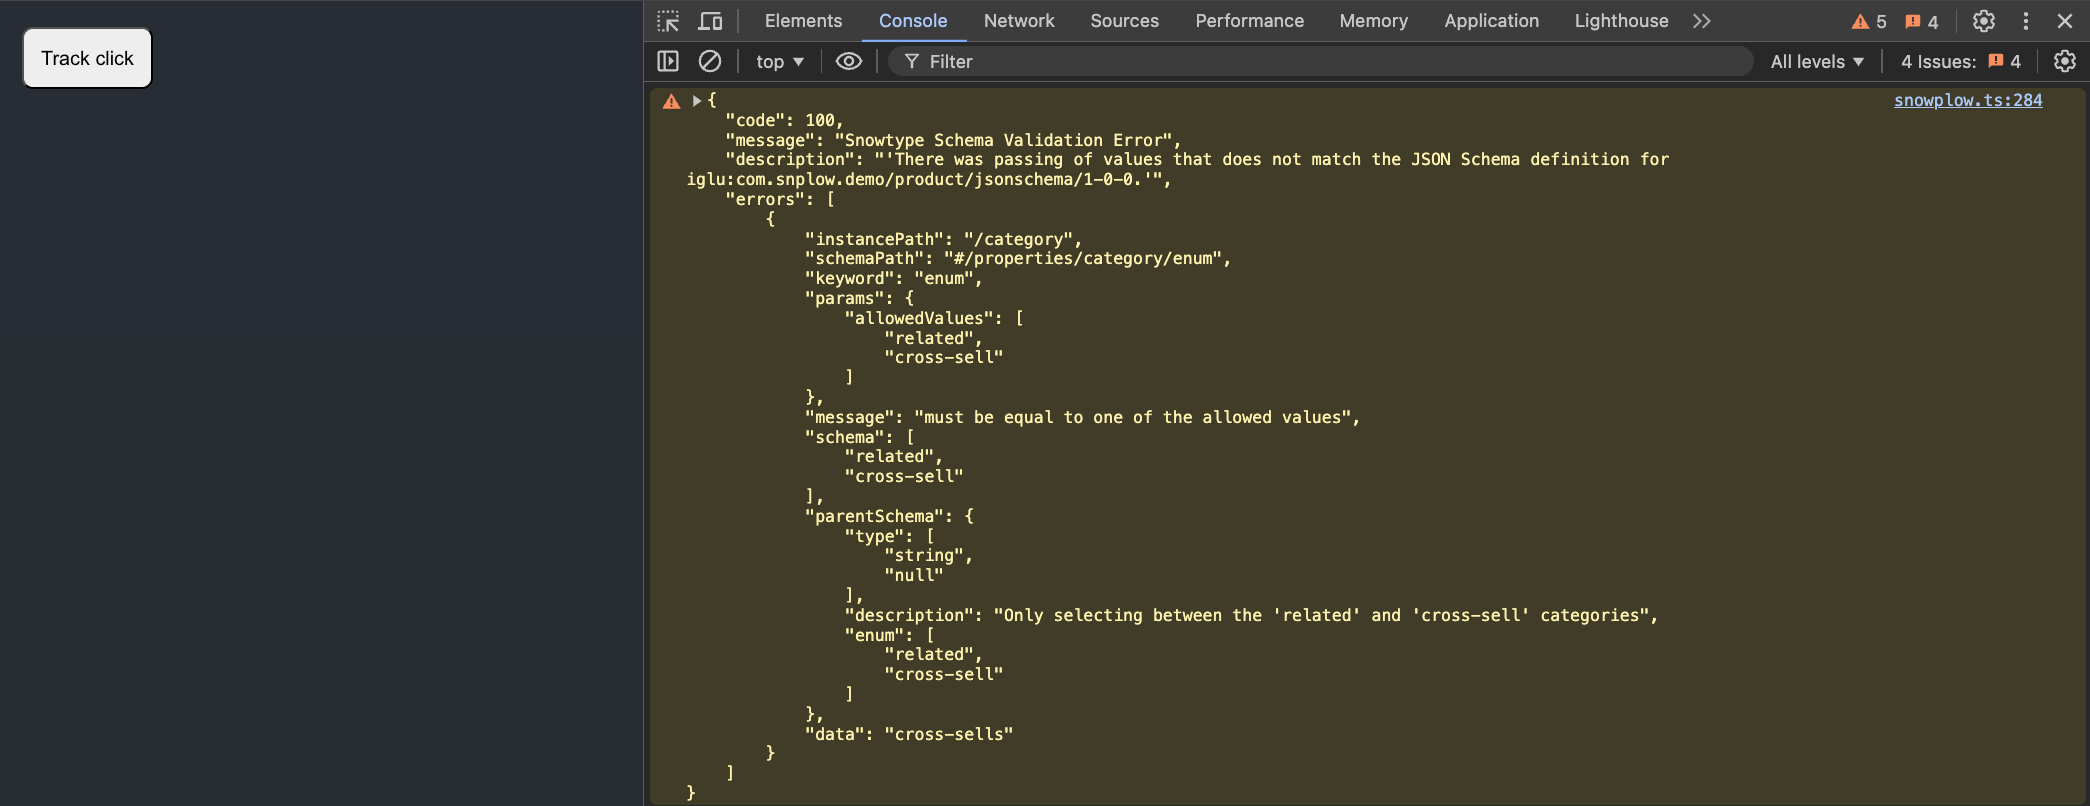 Track click
Elements Console Network Sources Performance Memory Application Lighthouse 5 4
top Filter All levels 4 Issues: 4
{ snowplow.ts:284
"code": 100,
"message": "Snowtype Schema Validation Error",
"description": "'There was passing of values that does not match the JSON Schema definition for
iglu:com.snplow.demo/product/jsonschema/1-0-0.'",
"errors": [
{
"instancePath": "/category",
"schemaPath": "#/properties/category/enum",
"keyword": "enum",
"params": {
"allowedValues": [
"related",
"cross-sell"
]
},
"message": "must be equal to one of the allowed values",
"schema": [
"related",
"cross-sell"
],
"parentSchema": {
"type": [
"string",
"null"
],
"description": "Only selecting between the 'related' and 'cross-sell' categories",
"enum": [
"related",
"cross-sell"
]
},
"data": "cross-sells"
}
]
}